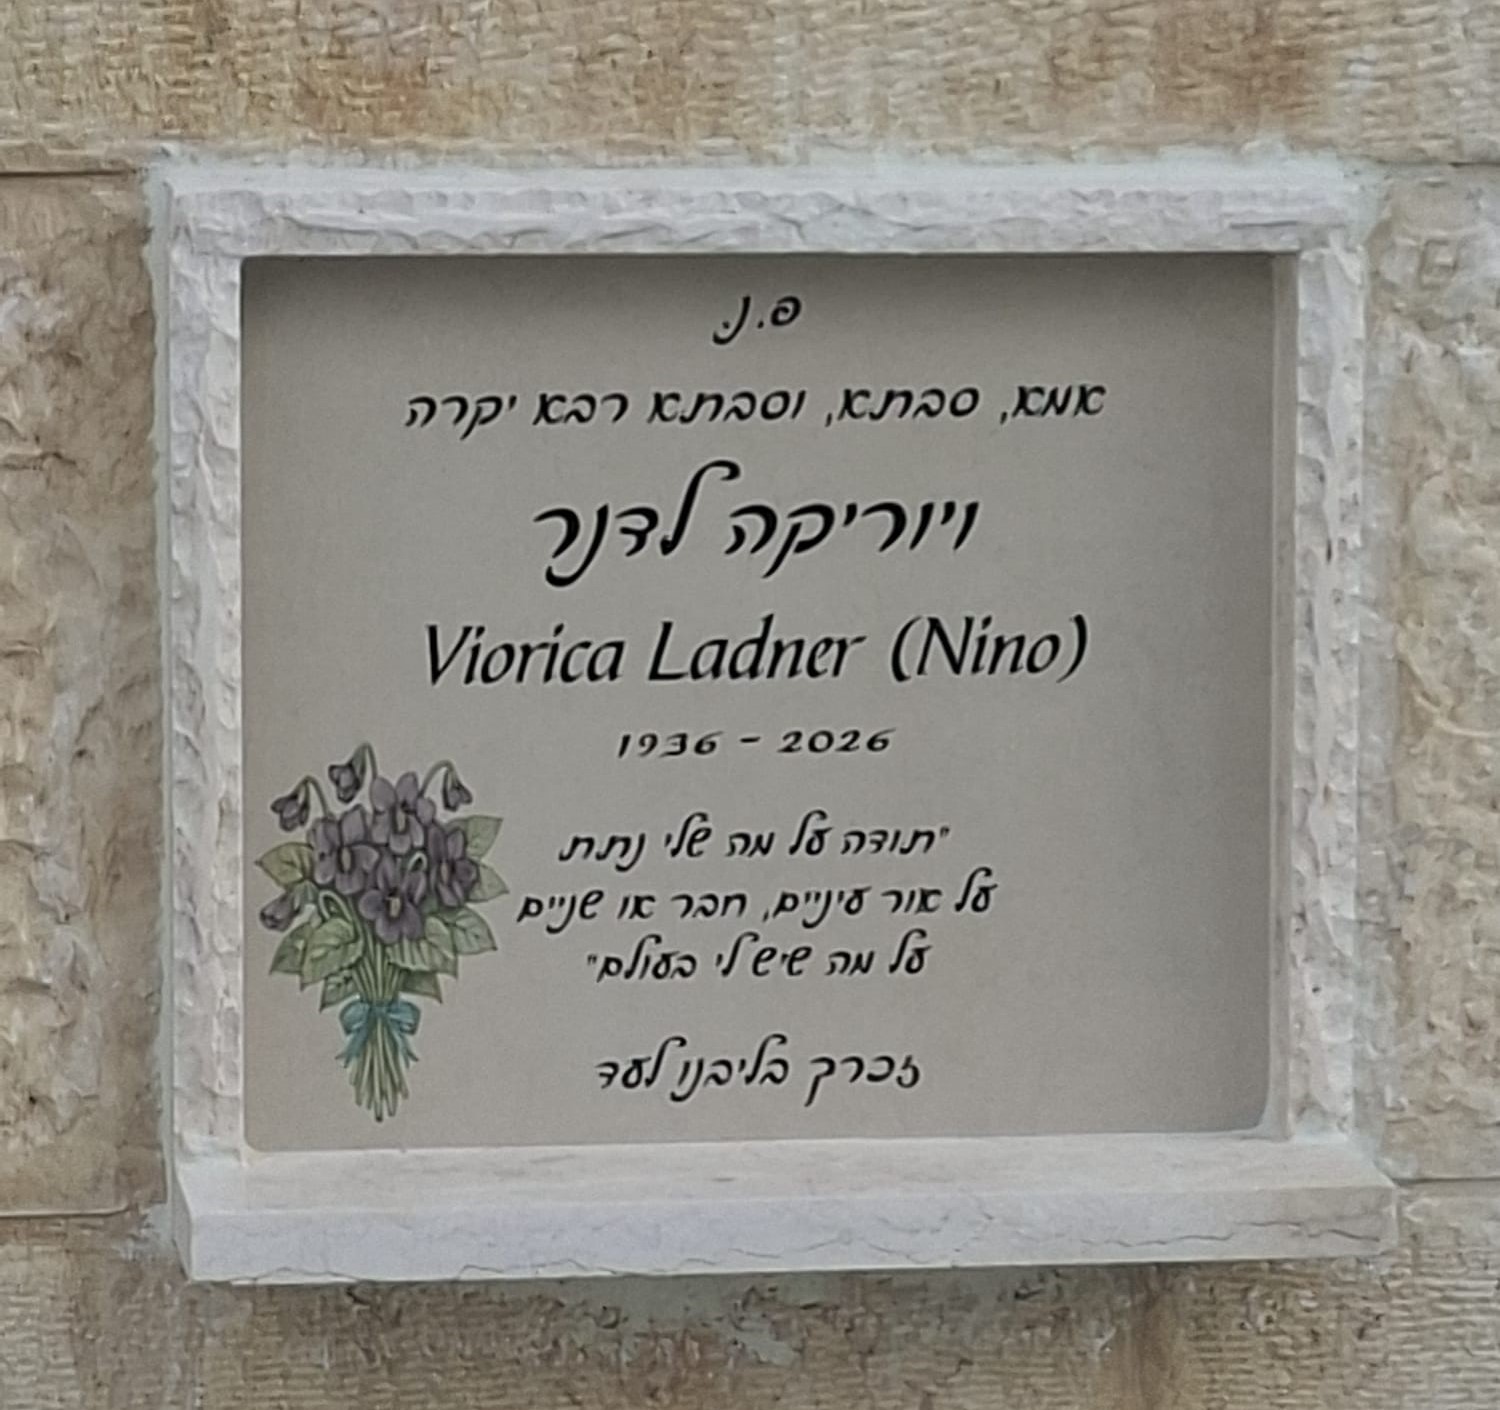 פ.נ.
אמא, סבתא, וסבתא רבא יקרה
ויוריקה לדנר
Viorica Ladner (Nino)
1936 - 2026
"תודה על מה שלי נתת
על אור עיניים, חבר או שניים
על מה שיש לי בעולם"
זכרך בליבנו לעד